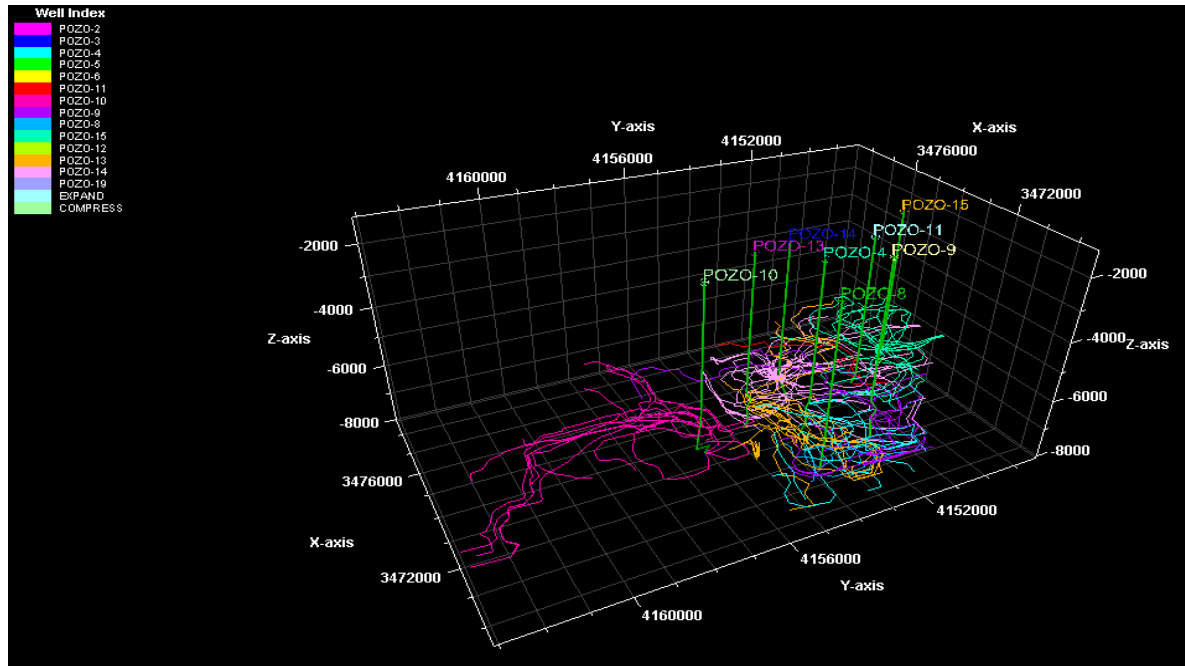 Well Index
POZO-2
POZO-3
POZO-4
POZO-5
POZO-6
POZO-11
POZO-10
POZO-9
POZO-8
POZO-15
POZO-12
POZO-13
POZO-14
POZO-19
EXPAND
COMPRESS
Y-axis
X-axis
4160000
4156000
4152000
3476000
3472000
-2000
-4000
Z-axis
-6000
-8000
POZO-15
POZO-14
POZO-11
POZO-13
POZO-4
POZO-9
POZO-10
POZO-8
-2000
-4000
Z-axis
-6000
-8000
3476000
X-axis
3472000
4152000
4156000
Y-axis
4160000